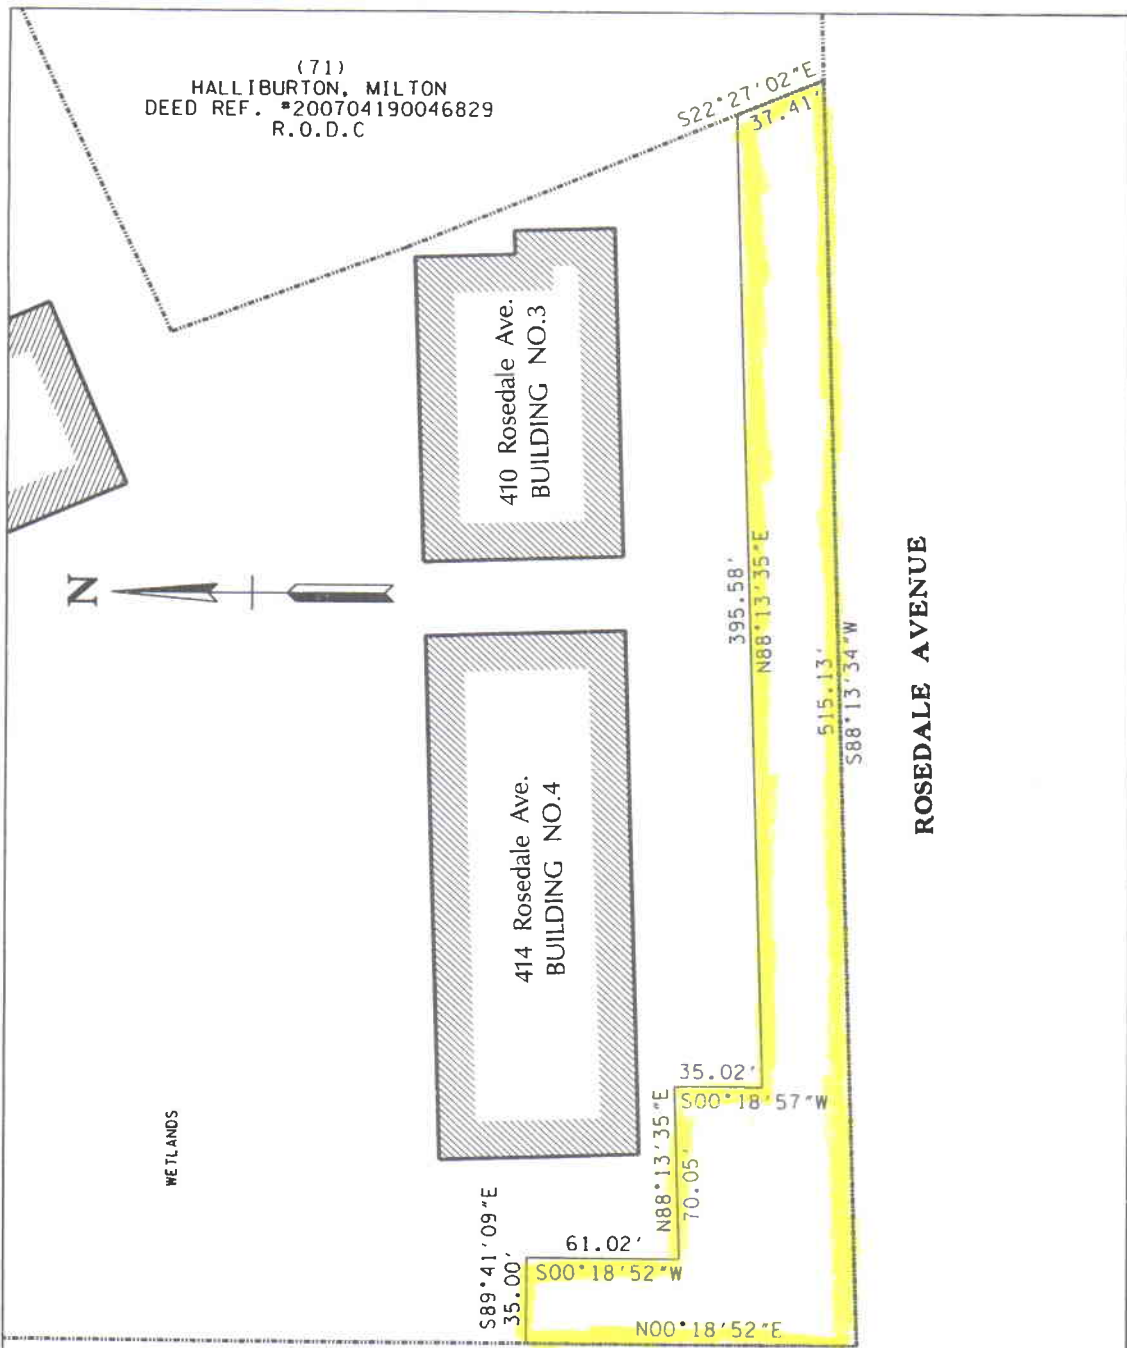 (71)
HALLIBURTON, MILTON
DEED REF. #200704190046829
R.O.D.C
S22°27'02"E
37.41'
410 Rosedale Ave.
BUILDING NO.3
N
395.58'
N88°13'35"E
515.13'
S88°13'34"W
ROSEDALE AVENUE
414 Rosedale Ave.
BUILDING NO.4
35.02'
S00°18'57"W
N88°13'35"E
70.05'
WETLANDS
S89°41'09"E
35.00'
61.02'
S00°18'52"W
N00°18'52"E